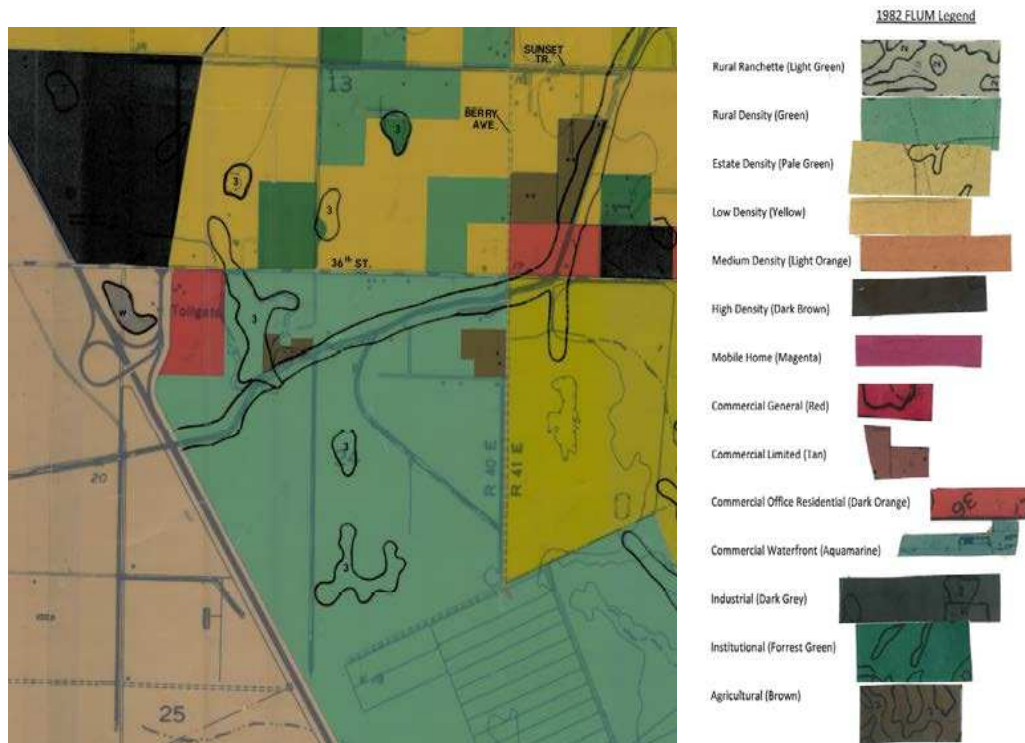 1982 FLUM Legend
SUNSET
TR.
13
BERRY
AVE.
3
3
3
36th ST.
Tollgate
W
3
3
20
R 40 E
R 41 E
3
25
Rural Ranchette (Light Green)
Rural Density (Green)
Estate Density (Pale Green)
Low Density (Yellow)
Medium Density (Light Orange)
High Density (Dark Brown)
Mobile Home (Magenta)
Commercial General (Red)
Commercial Limited (Tan)
Commercial Office Residential (Dark Orange)
36
Commercial Waterfront (Aquamarine)
Industrial (Dark Grey)
Institutional (Forrest Green)
Agricultural (Brown)